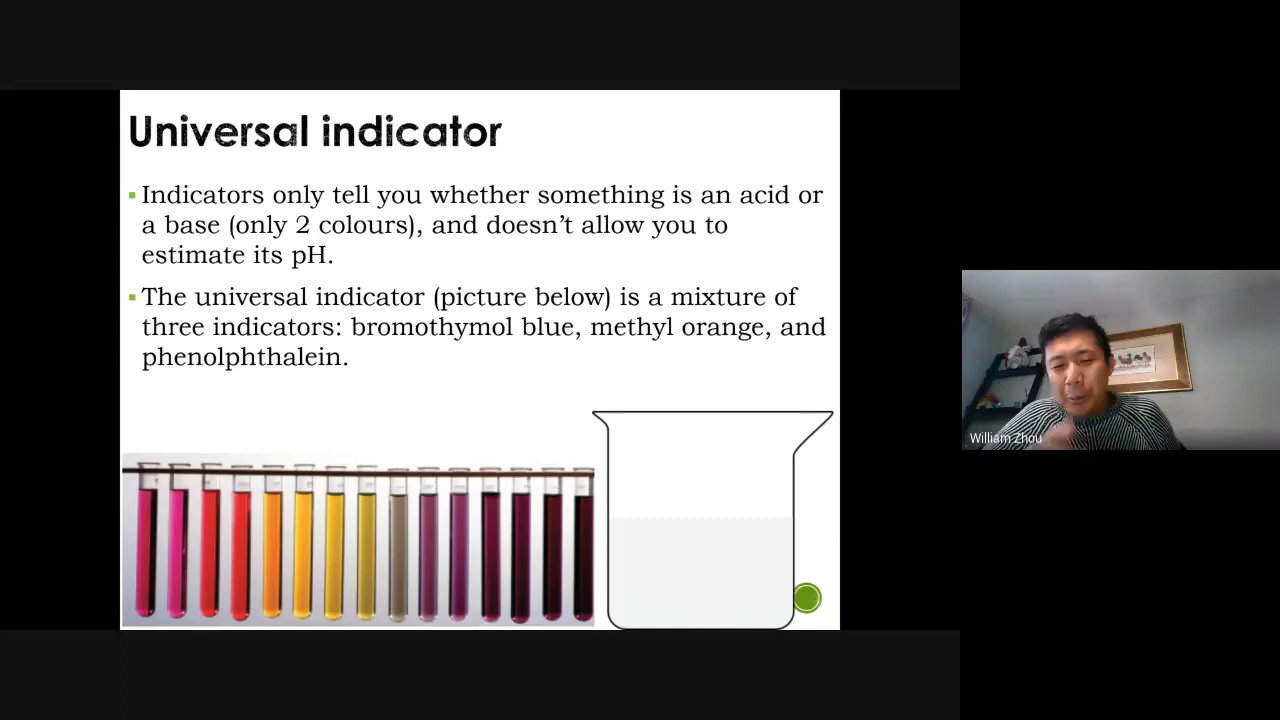 Universal indicator
Indicators only tell you whether something is an acid or
a base (only 2 colours), and doesn’t allow you to
estimate its pH.
The universal indicator (picture below) is a mixture of
three indicators: bromothymol blue, methyl orange, and
phenolphthalein.
William Zhou